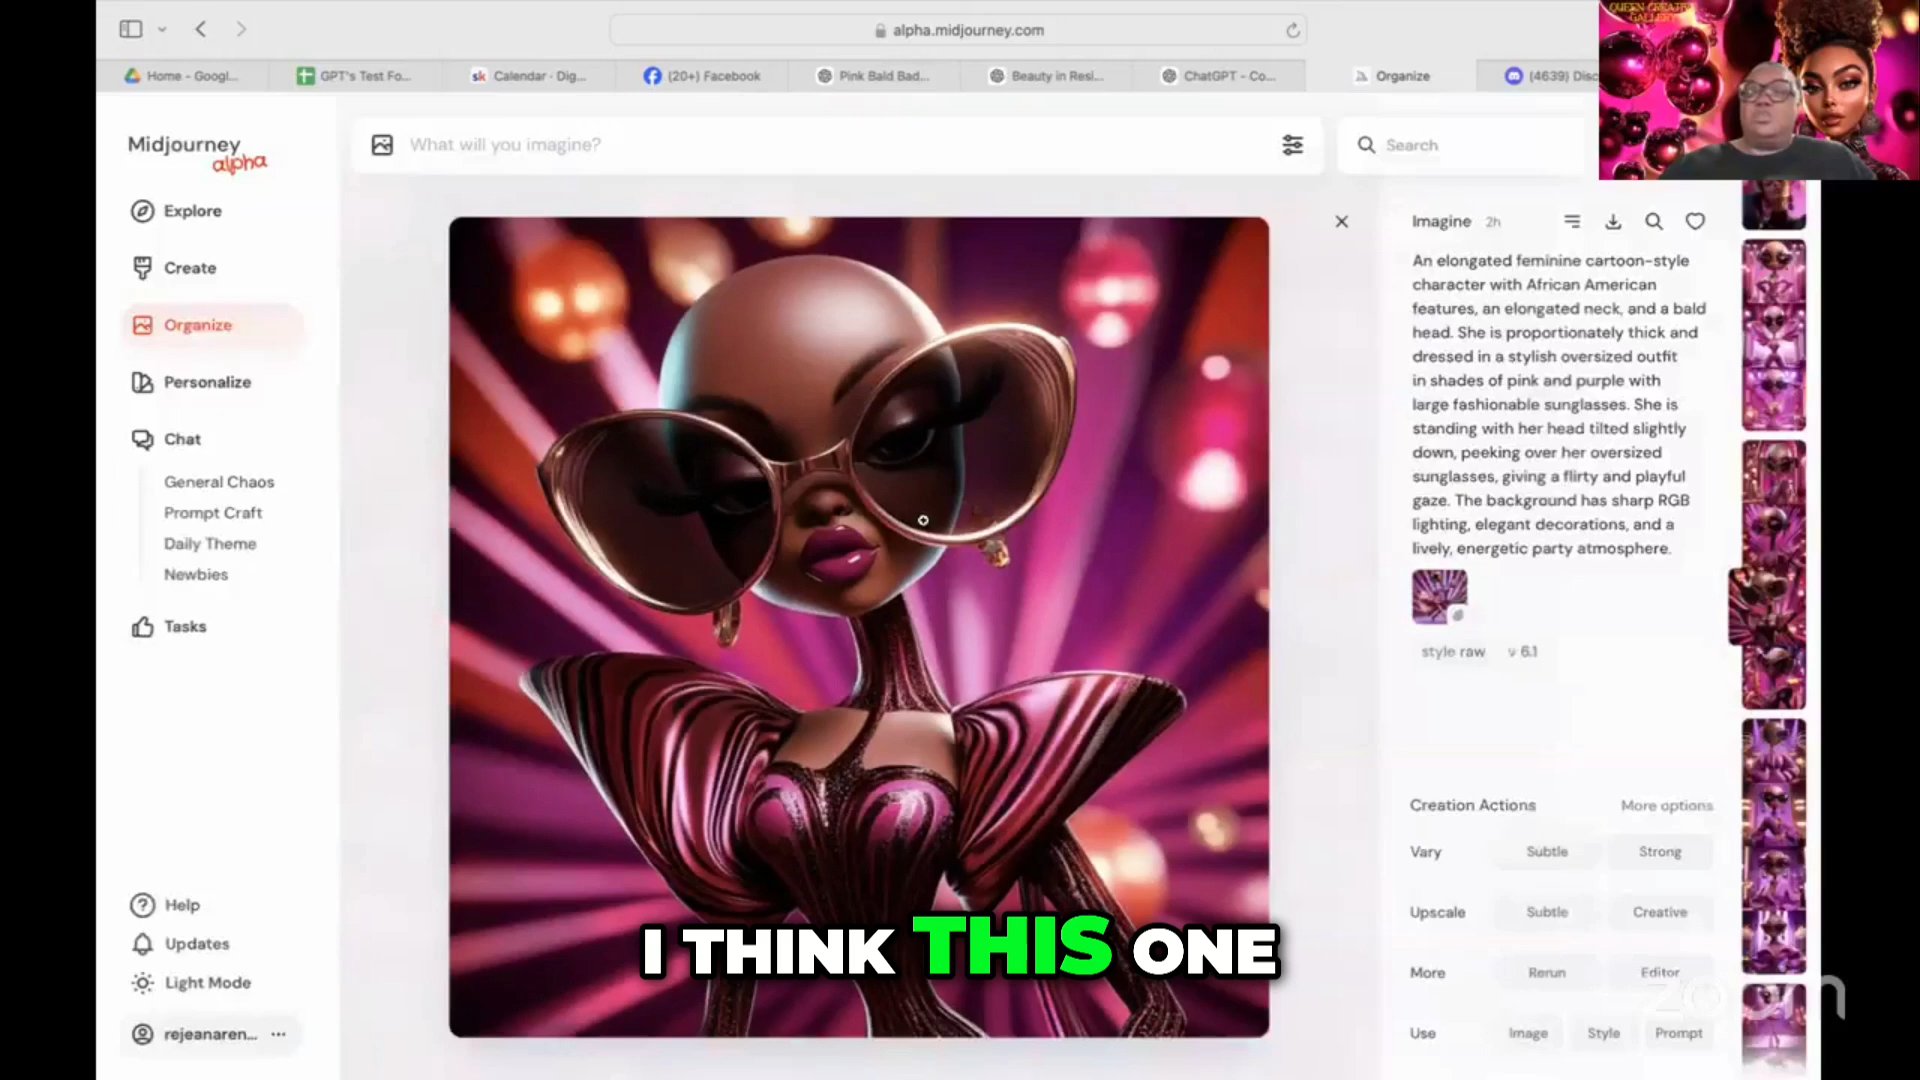 alpha.midjourney.com
Home - Googl...
GPT's Test Fo...
sk Calendar - Dig...
(20+) Facebook
Pink Bald Bad...
Beauty in Resi...
ChatGPT - Co...
Organize
(4639) Disc
QUEEN CREATIVE
GALLERY
Midjourney
alpha
What will you imagine?
Search
Explore
Create
Organize
Personalize
Chat
General Chaos
Prompt Craft
Daily Theme
Newbies
Tasks
Help
Updates
Light Mode
rejeanaren... ...
Imagine 2h
An elongated feminine cartoon-style
character with African American
features, an elongated neck, and a bald
head. She is proportionately thick and
dressed in a stylish oversized outfit
in shades of pink and purple with
large fashionable sunglasses. She is
standing with her head tilted slightly
down, peeking over her oversized
sunglasses, giving a flirty and playful
gaze. The background has sharp RGB
lighting, elegant decorations, and a
lively, energetic party atmosphere.
style raw v 6.1
Creation Actions More options
Vary Subtle Strong
Upscale Subtle Creative
More Rerun Editor
Use Image Style Prompt
I THINK THIS ONE
zoom